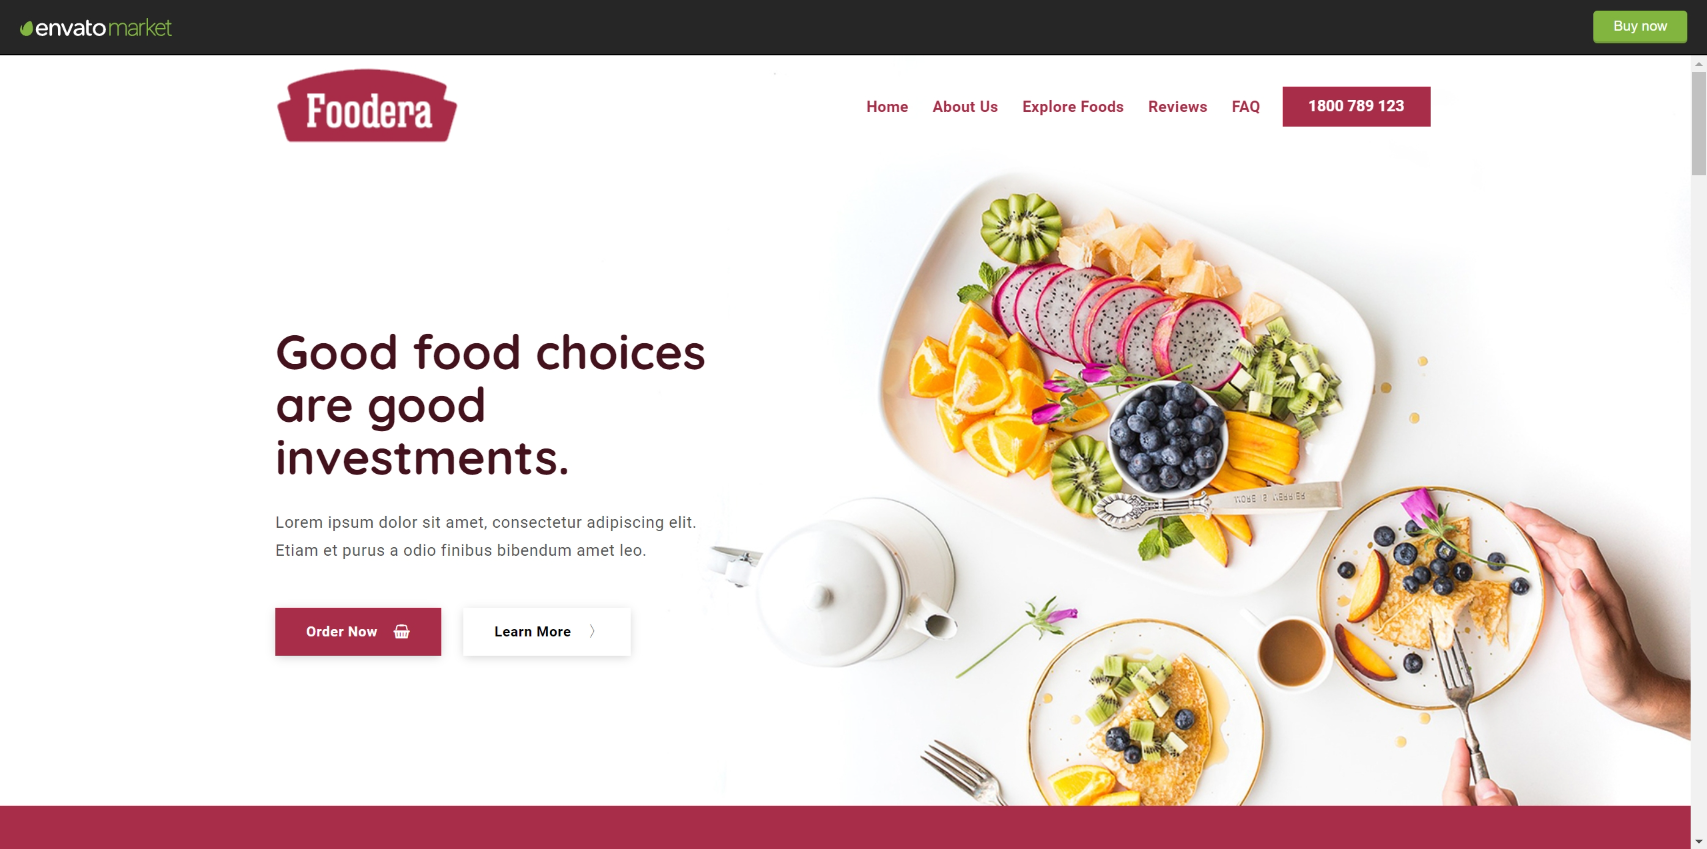 envato market
Buy now
Foodera
Home About Us Explore Foods Reviews FAQ 1800 789 123
Good food choices
are good
investments.
Lorem ipsum dolor sit amet, consectetur adipiscing elit.
Etiam et purus a odio finibus bibendum amet leo.
Order Now
Learn More